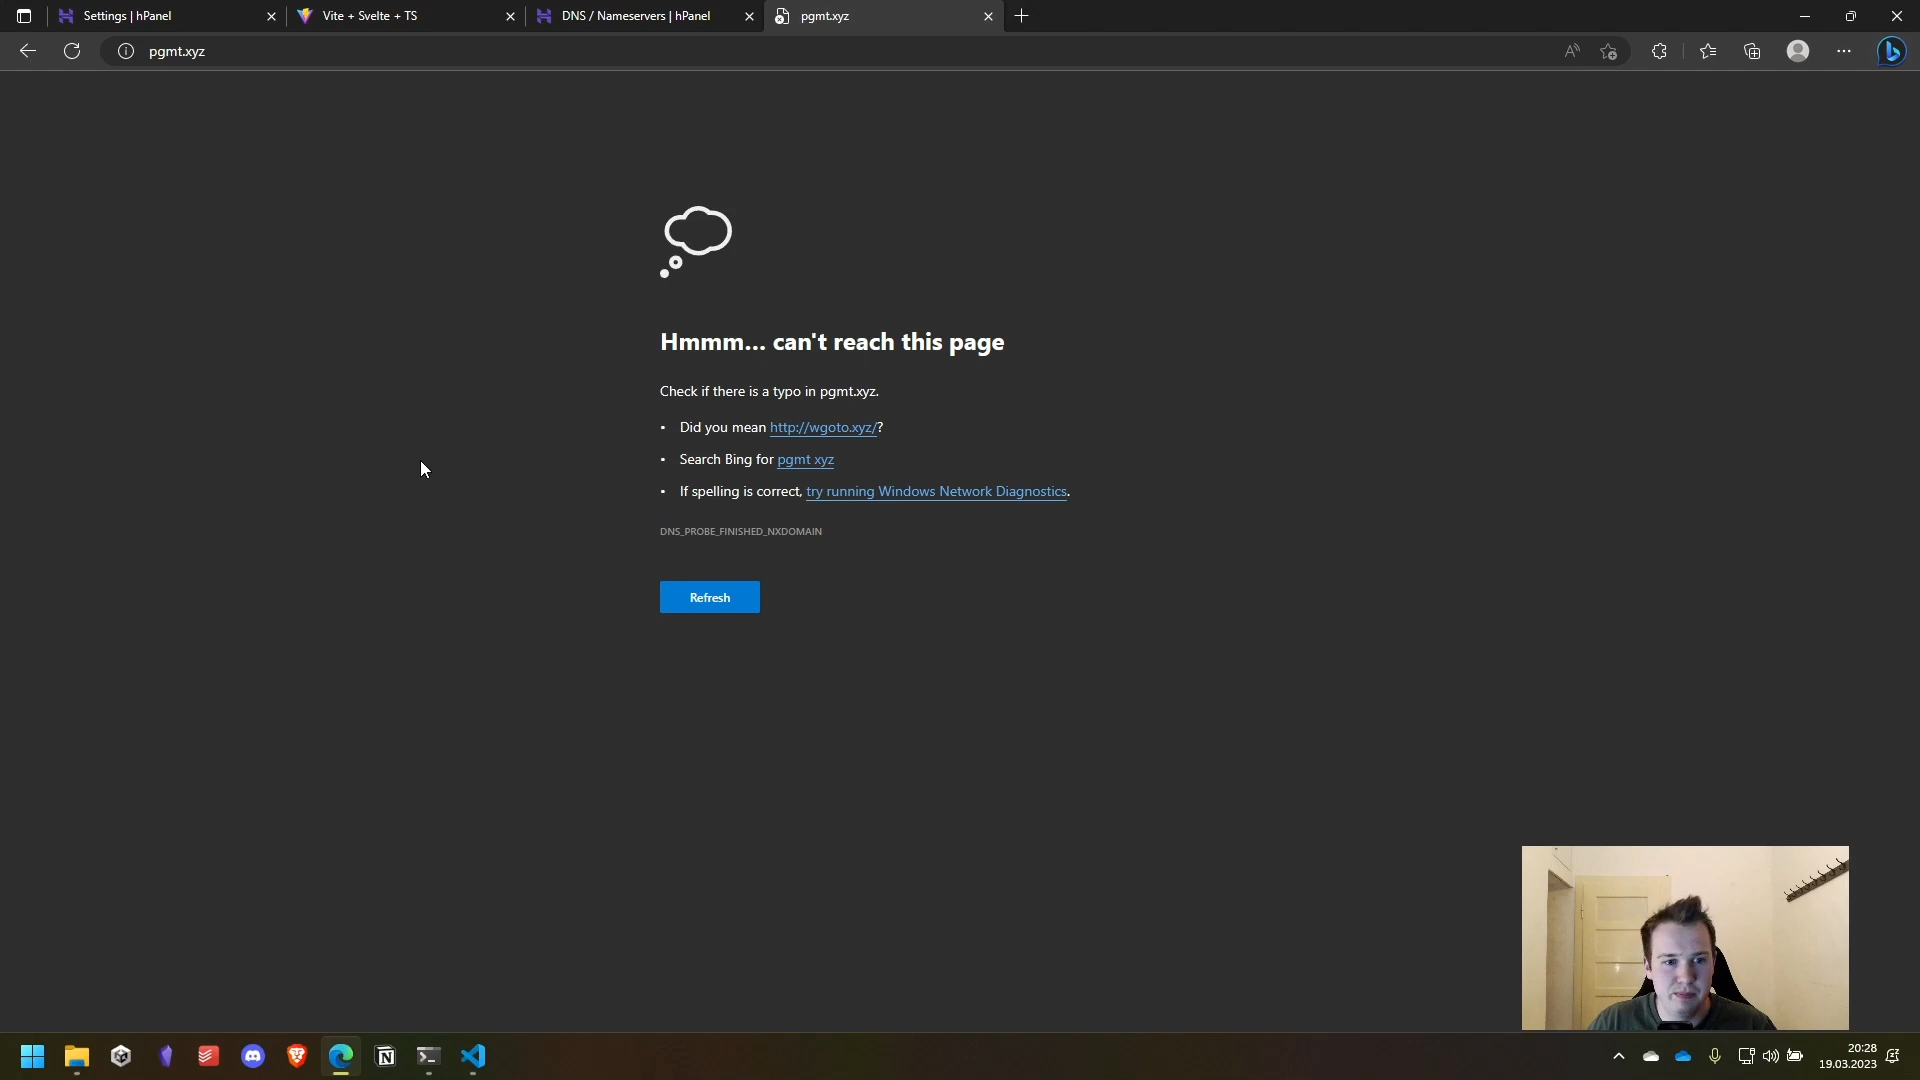 Settings | hPanel
Vite + Svelte + TS
DNS / Nameservers | hPanel
pgmt.xyz
pgmt.xyz
Hmmm... can't reach this page
Check if there is a typo in pgmt.xyz.
• Did you mean http://wgoto.xyz/?
• Search Bing for pgmt xyz
• If spelling is correct, try running Windows Network Diagnostics.
DNS_PROBE_FINISHED_NXDOMAIN
Refresh
20:28
19.03.2023